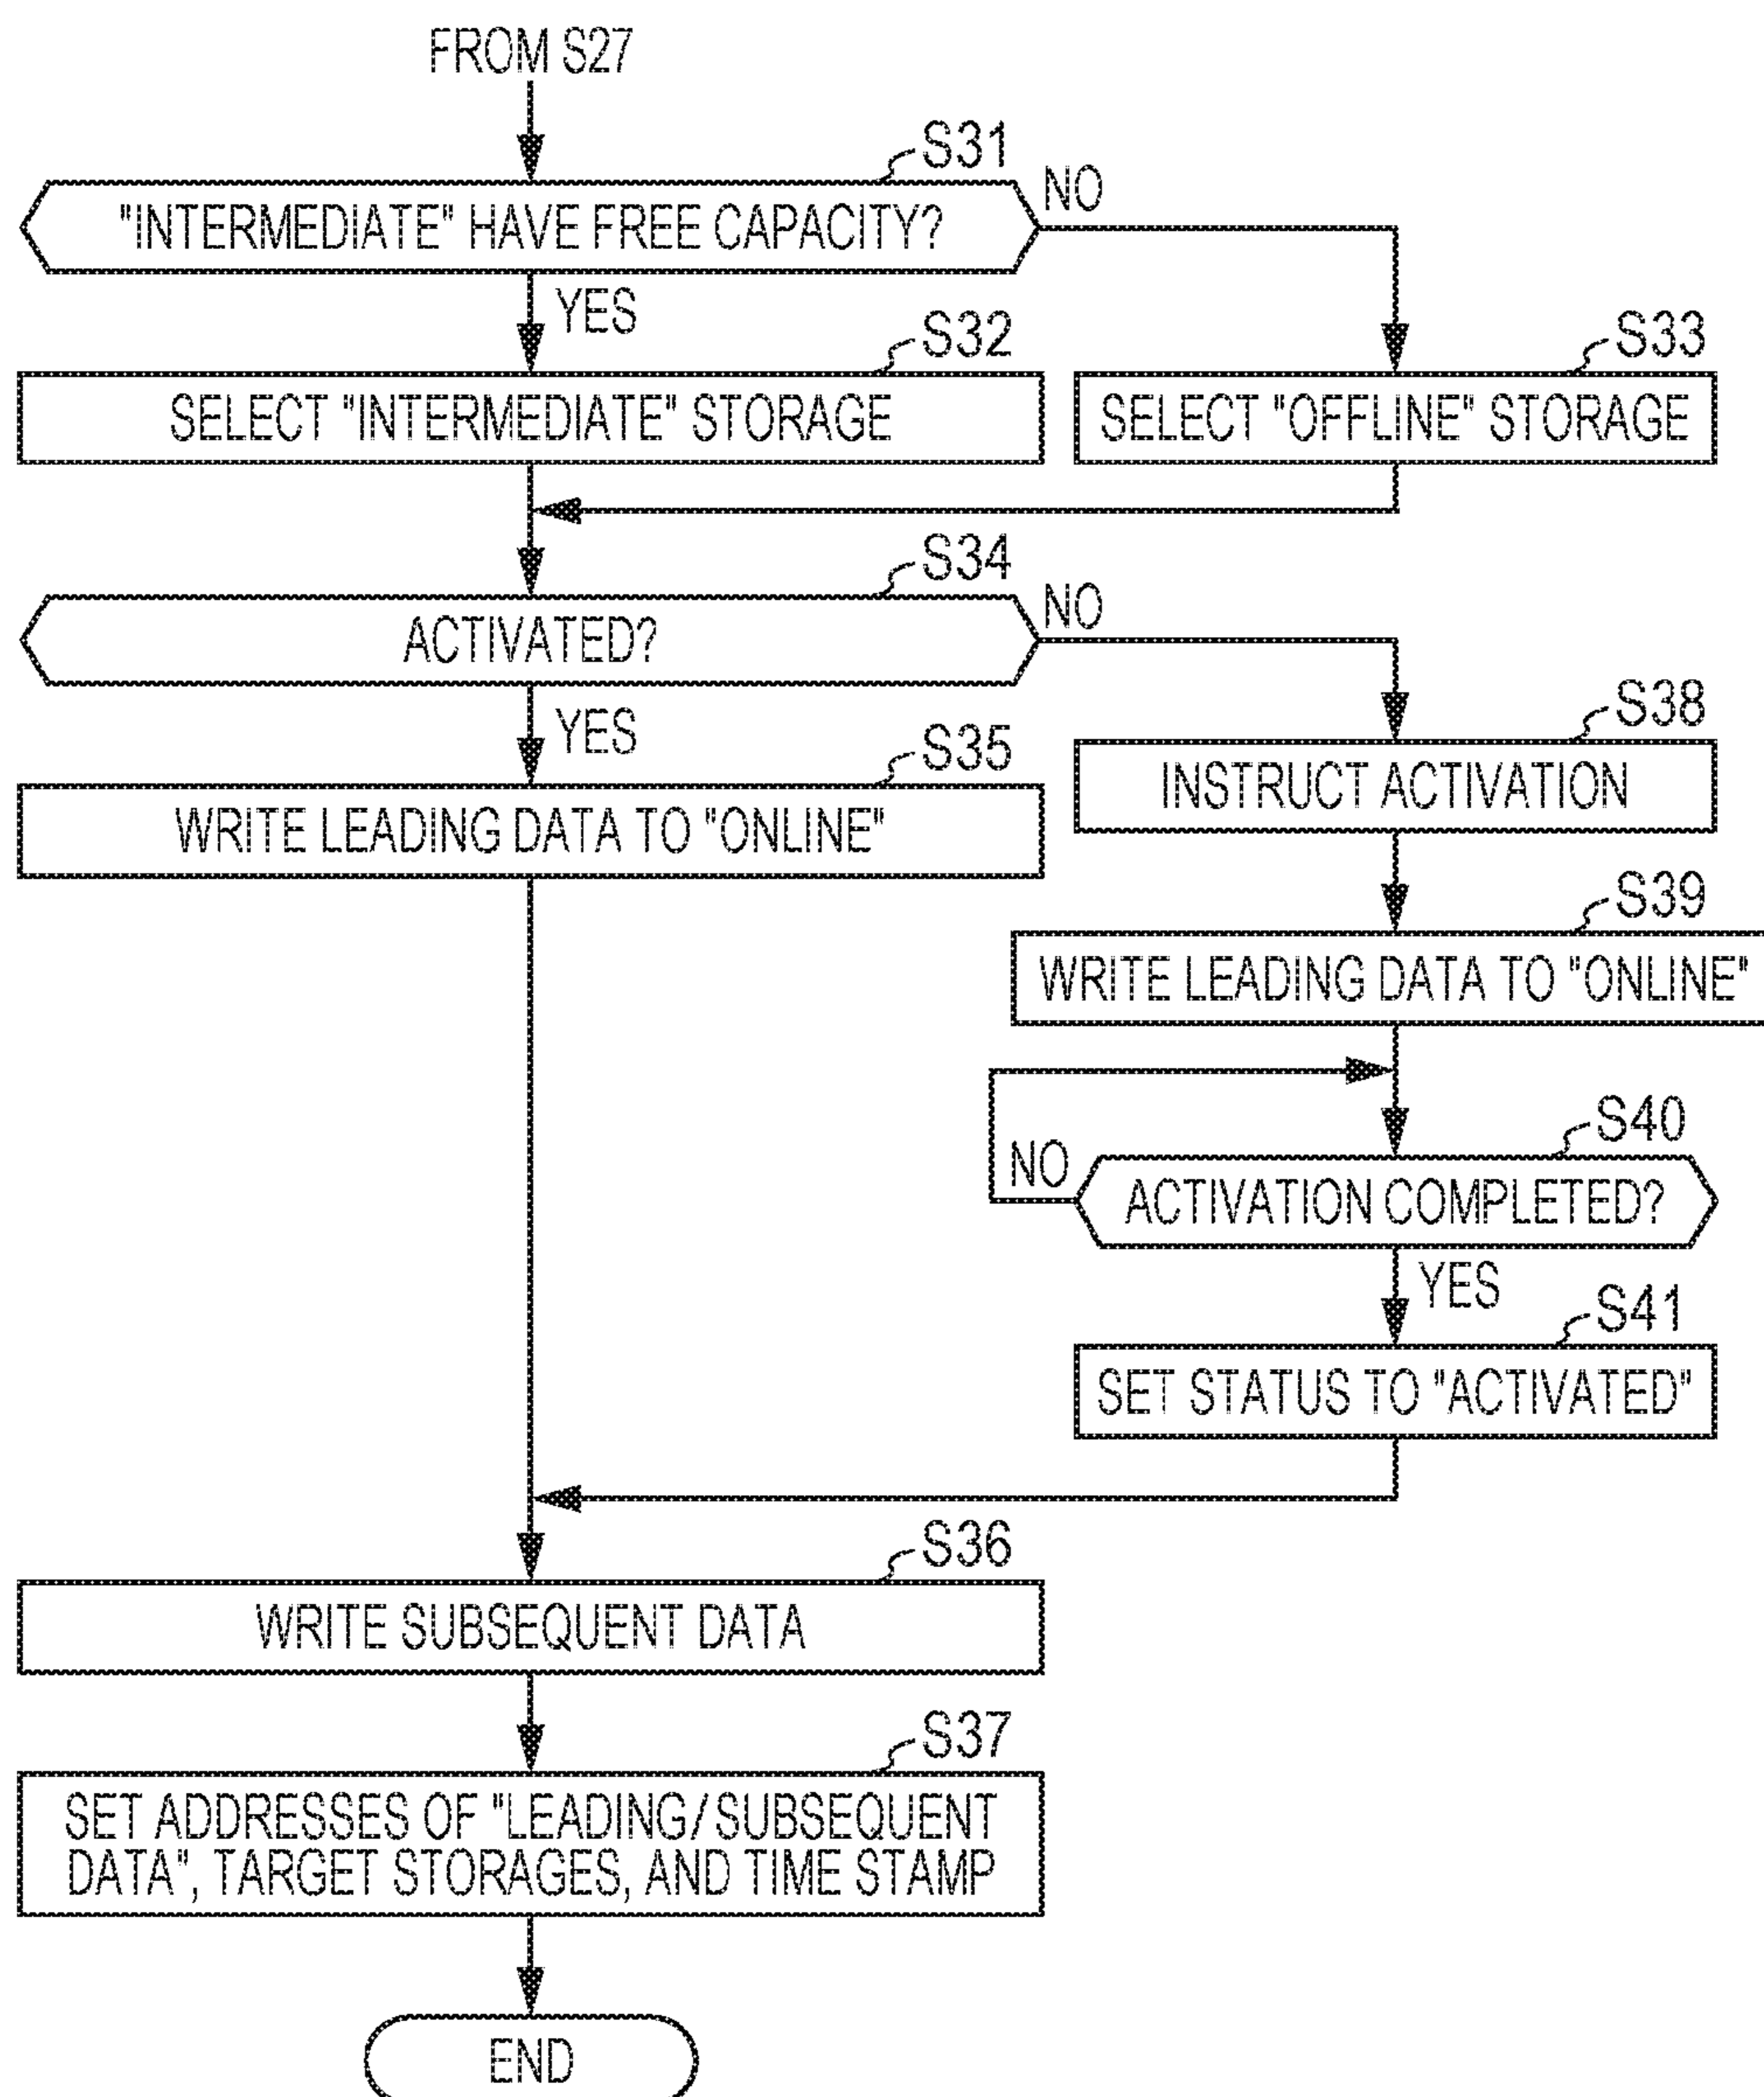 FROM S27
S31
"INTERMEDIATE" HAVE FREE CAPACITY?
NO
YES
S32
SELECT "INTERMEDIATE" STORAGE
S33
SELECT "OFFLINE" STORAGE
S34
ACTIVATED?
NO
YES
S35
WRITE LEADING DATA TO "ONLINE"
S38
INSTRUCT ACTIVATION
S39
WRITE LEADING DATA TO "ONLINE"
S40
NO
ACTIVATION COMPLETED?
YES
S41
SET STATUS TO "ACTIVATED"
S36
WRITE SUBSEQUENT DATA
S37
SET ADDRESSES OF "LEADING/SUBSEQUENT
DATA", TARGET STORAGES, AND TIME STAMP
END